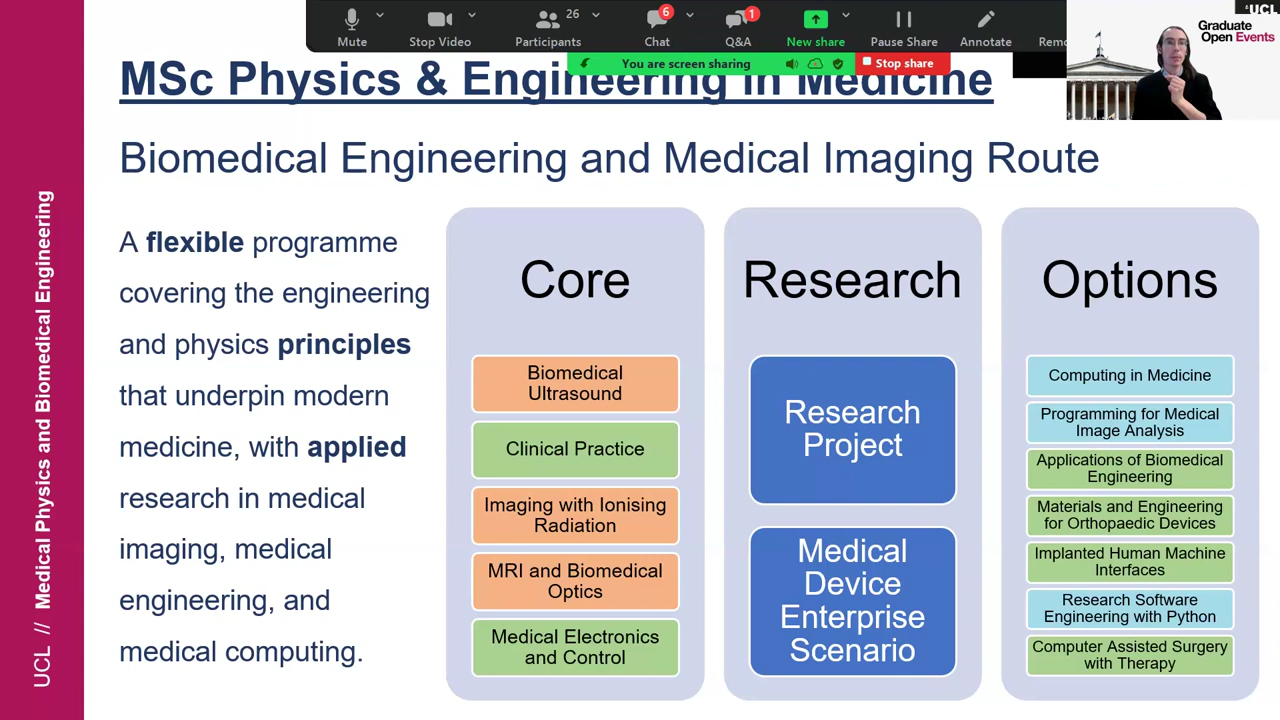 Mute
Stop Video
26
Participants
6
Chat
1
Q&A
New share
Pause Share
Annotate
You are screen sharing
Stop share
UCL
Graduate
Open Events
MSc Physics & Engineering in Medicine
Biomedical Engineering and Medical Imaging Route
A flexible programme
covering the engineering
and physics principles
that underpin modern
medicine, with applied
research in medical
imaging, medical
engineering, and
medical computing.
Core
Biomedical
Ultrasound
Clinical Practice
Imaging with Ionising
Radiation
MRI and Biomedical
Optics
Medical Electronics
and Control
Research
Research
Project
Medical
Device
Enterprise
Scenario
Options
Computing in Medicine
Programming for Medical
Image Analysis
Applications of Biomedical
Engineering
Materials and Engineering
for Orthopaedic Devices
Implanted Human Machine
Interfaces
Research Software
Engineering with Python
Computer Assisted Surgery
with Therapy
UCL // Medical Physics and Biomedical Engineering